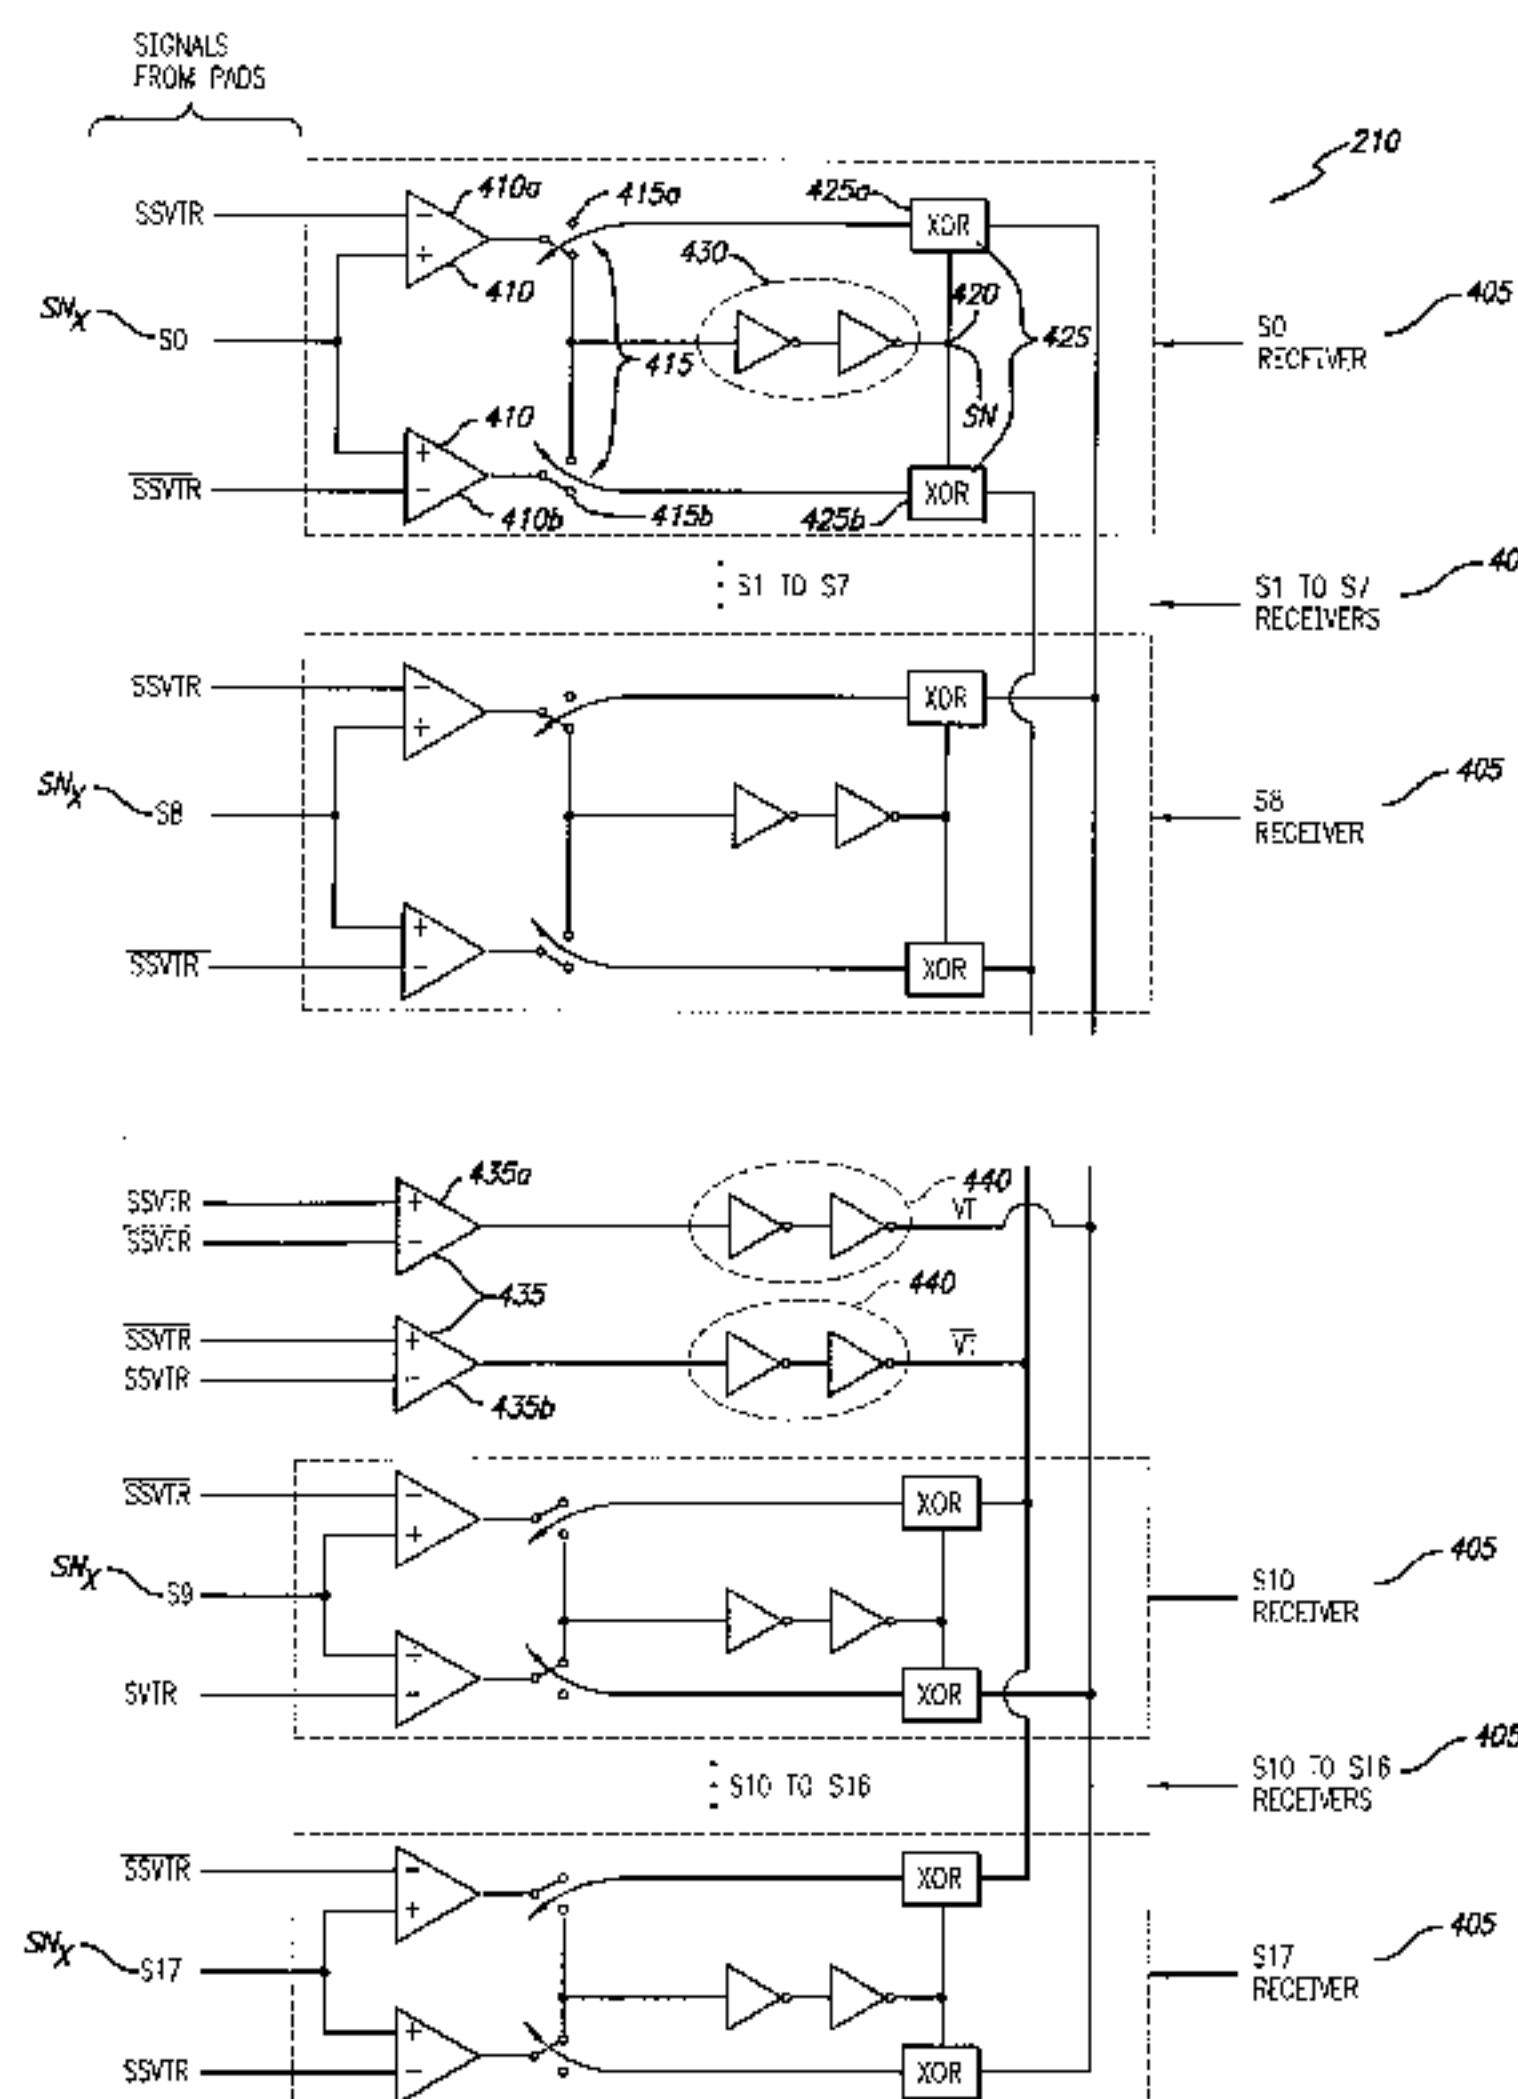 SIGNALS
FROM PADS
210
SSVTR
410a
415a
425a
XOR
410
430
420
405
SNX
S0
415
425
S0
RECEIVER
410
SN
SSVTR
410b
415b
425b
XOR
S1 TO S7
S1 TO S7
RECEIVERS
40
SSVTR
XOR
SNX
S8
405
S8
RECEIVER
SSVTR
XOR
435a
440
SSVTR
SSVTR
VT
435
440
SSVTR
SSVTR
VT
435b
SSVTR
XOR
SNX
S9
405
S10
RECEIVER
SVTR
XOR
405
S10 TO S16
S10 TO S16
RECEIVERS
SSVTR
XOR
SNX
S17
405
S17
RECEIVER
SSVTR
XOR